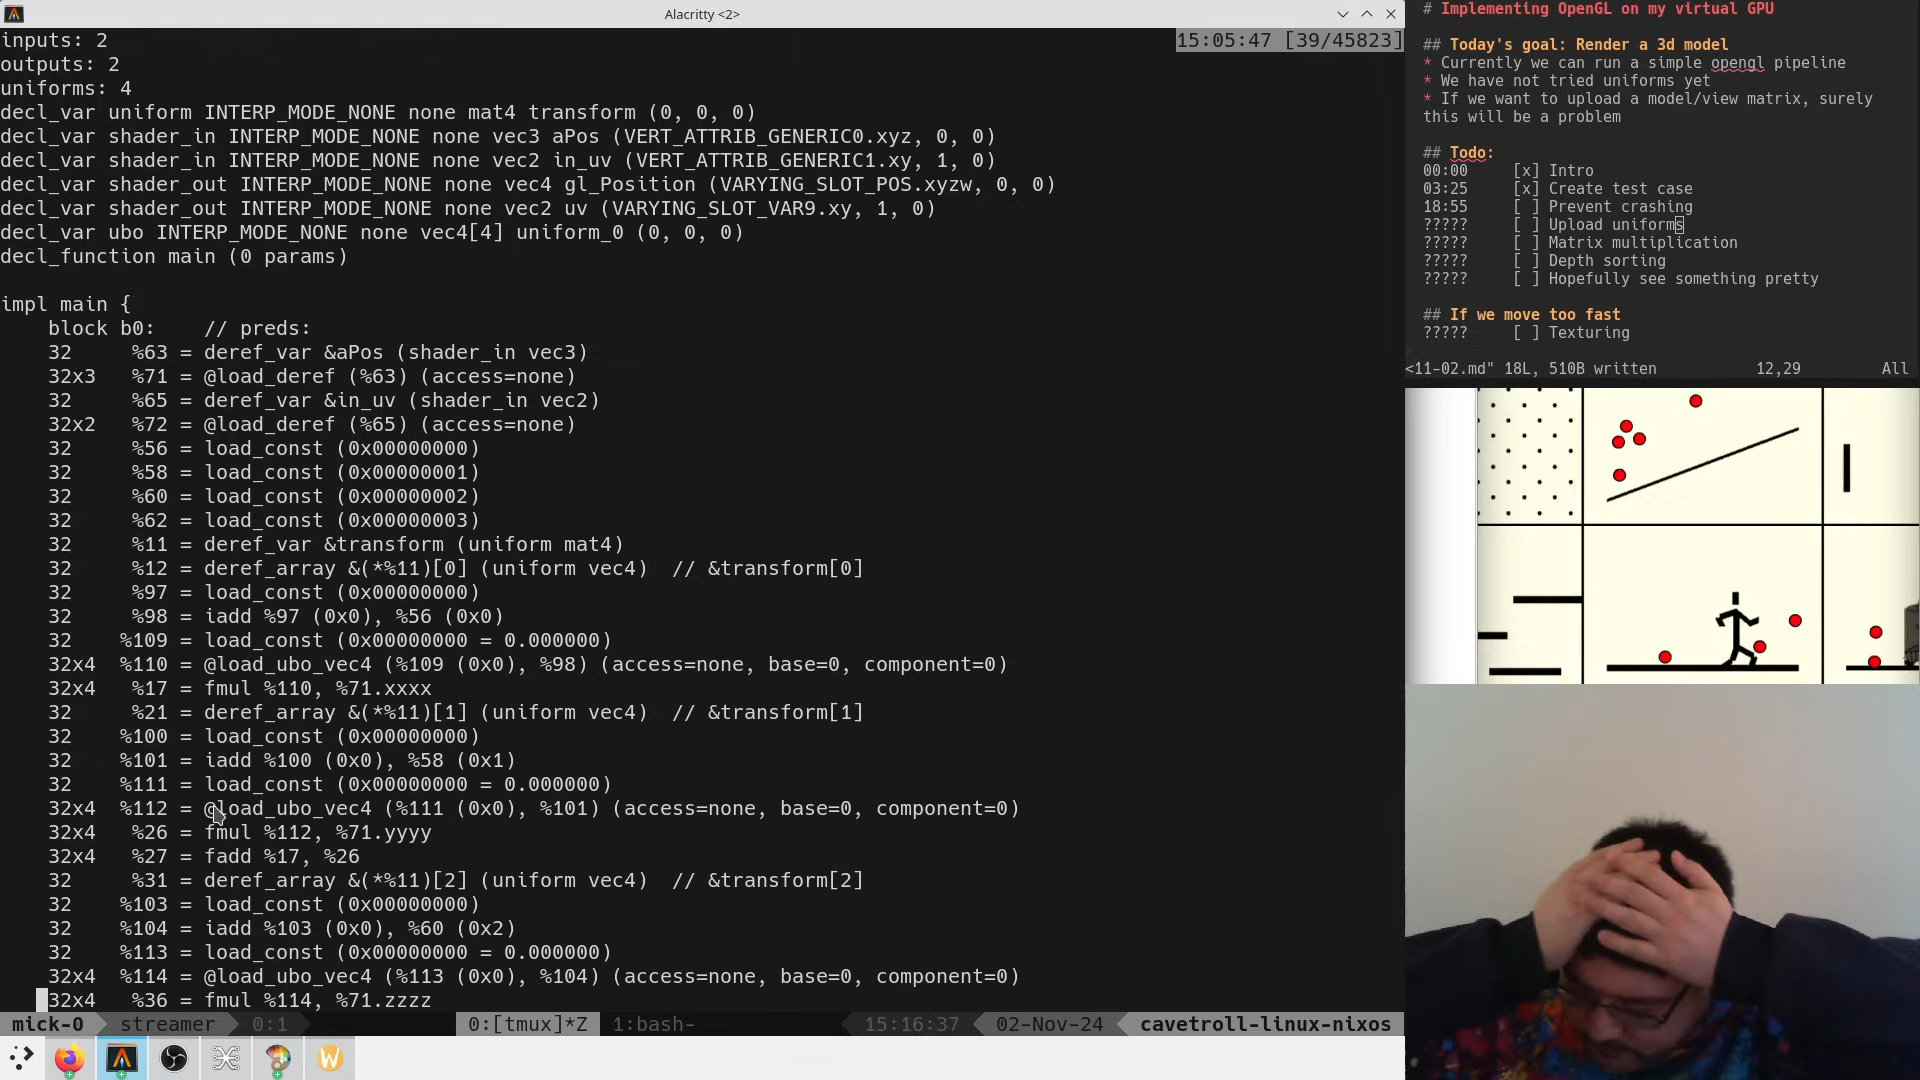 Alacritty <2>
inputs: 2
15:05:47 [39/45823]
outputs: 2
uniforms: 4
decl_var uniform INTERP_MODE_NONE none mat4 transform (0, 0, 0)
decl_var shader_in INTERP_MODE_NONE none vec3 aPos (VERT_ATTRIB_GENERIC0.xyz, 0, 0)
decl_var shader_in INTERP_MODE_NONE none vec2 in_uv (VERT_ATTRIB_GENERIC1.xy, 1, 0)
decl_var shader_out INTERP_MODE_NONE none vec4 gl_Position (VARYING_SLOT_POS.xyzw, 0, 0)
decl_var shader_out INTERP_MODE_NONE none vec2 uv (VARYING_SLOT_VAR9.xy, 1, 0)
decl_var ubo INTERP_MODE_NONE none vec4[4] uniform_0 (0, 0, 0)
decl_function main (0 params)
impl main {
block b0:    // preds:
32     %63 = deref_var &aPos (shader_in vec3)
32x3   %71 = @load_deref (%63) (access=none)
32     %65 = deref_var &in_uv (shader_in vec2)
32x2   %72 = @load_deref (%65) (access=none)
32     %56 = load_const (0x00000000)
32     %58 = load_const (0x00000001)
32     %60 = load_const (0x00000002)
32     %62 = load_const (0x00000003)
32     %11 = deref_var &transform (uniform mat4)
32     %12 = deref_array &(*%11)[0] (uniform vec4)  // &transform[0]
32     %97 = load_const (0x00000000)
32     %98 = iadd %97 (0x0), %56 (0x0)
32    %109 = load_const (0x00000000 = 0.000000)
32x4  %110 = @load_ubo_vec4 (%109 (0x0), %98) (access=none, base=0, component=0)
32x4   %17 = fmul %110, %71.xxxx
32     %21 = deref_array &(*%11)[1] (uniform vec4)  // &transform[1]
32    %100 = load_const (0x00000000)
32    %101 = iadd %100 (0x0), %58 (0x1)
32    %111 = load_const (0x00000000 = 0.000000)
32x4  %112 = @load_ubo_vec4 (%111 (0x0), %101) (access=none, base=0, component=0)
32x4   %26 = fmul %112, %71.yyyy
32x4   %27 = fadd %17, %26
32     %31 = deref_array &(*%11)[2] (uniform vec4)  // &transform[2]
32    %103 = load_const (0x00000000)
32    %104 = iadd %103 (0x0), %60 (0x2)
32    %113 = load_const (0x00000000 = 0.000000)
32x4  %114 = @load_ubo_vec4 (%113 (0x0), %104) (access=none, base=0, component=0)
32x4   %36 = fmul %114, %71.zzzz
mick-0 streamer 0:1 0:[tmux]*Z 1:bash- 15:16:37 02-Nov-24 cavetroll-linux-nixos
# Implementing OpenGL on my virtual GPU
## Today's goal: Render a 3d model
* Currently we can run a simple opengl pipeline
* We have not tried uniforms yet
* If we want to upload a model/view matrix, surely
this will be a problem
## Todo:
00:00     [x] Intro
03:25     [x] Create test case
18:55     [ ] Prevent crashing
?????     [ ] Upload uniforms
?????     [ ] Matrix multiplication
?????     [ ] Depth sorting
?????     [ ] Hopefully see something pretty
## If we move too fast
?????     [ ] Texturing
<11-02.md" 18L, 510B written 12,29 All